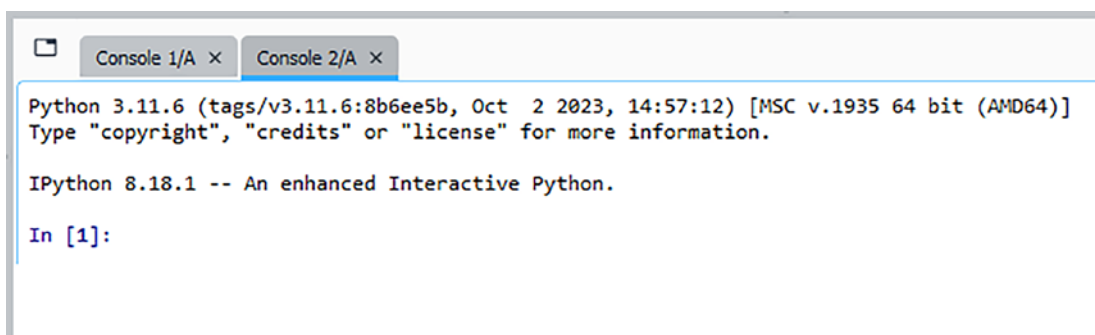 Console 1/A × Console 2/A ×
Python 3.11.6 (tags/v3.11.6:8b6ee5b, Oct  2 2023, 14:57:12) [MSC v.1935 64 bit (AMD64)]
Type "copyright", "credits" or "license" for more information.
IPython 8.18.1 -- An enhanced Interactive Python.
In [1]: